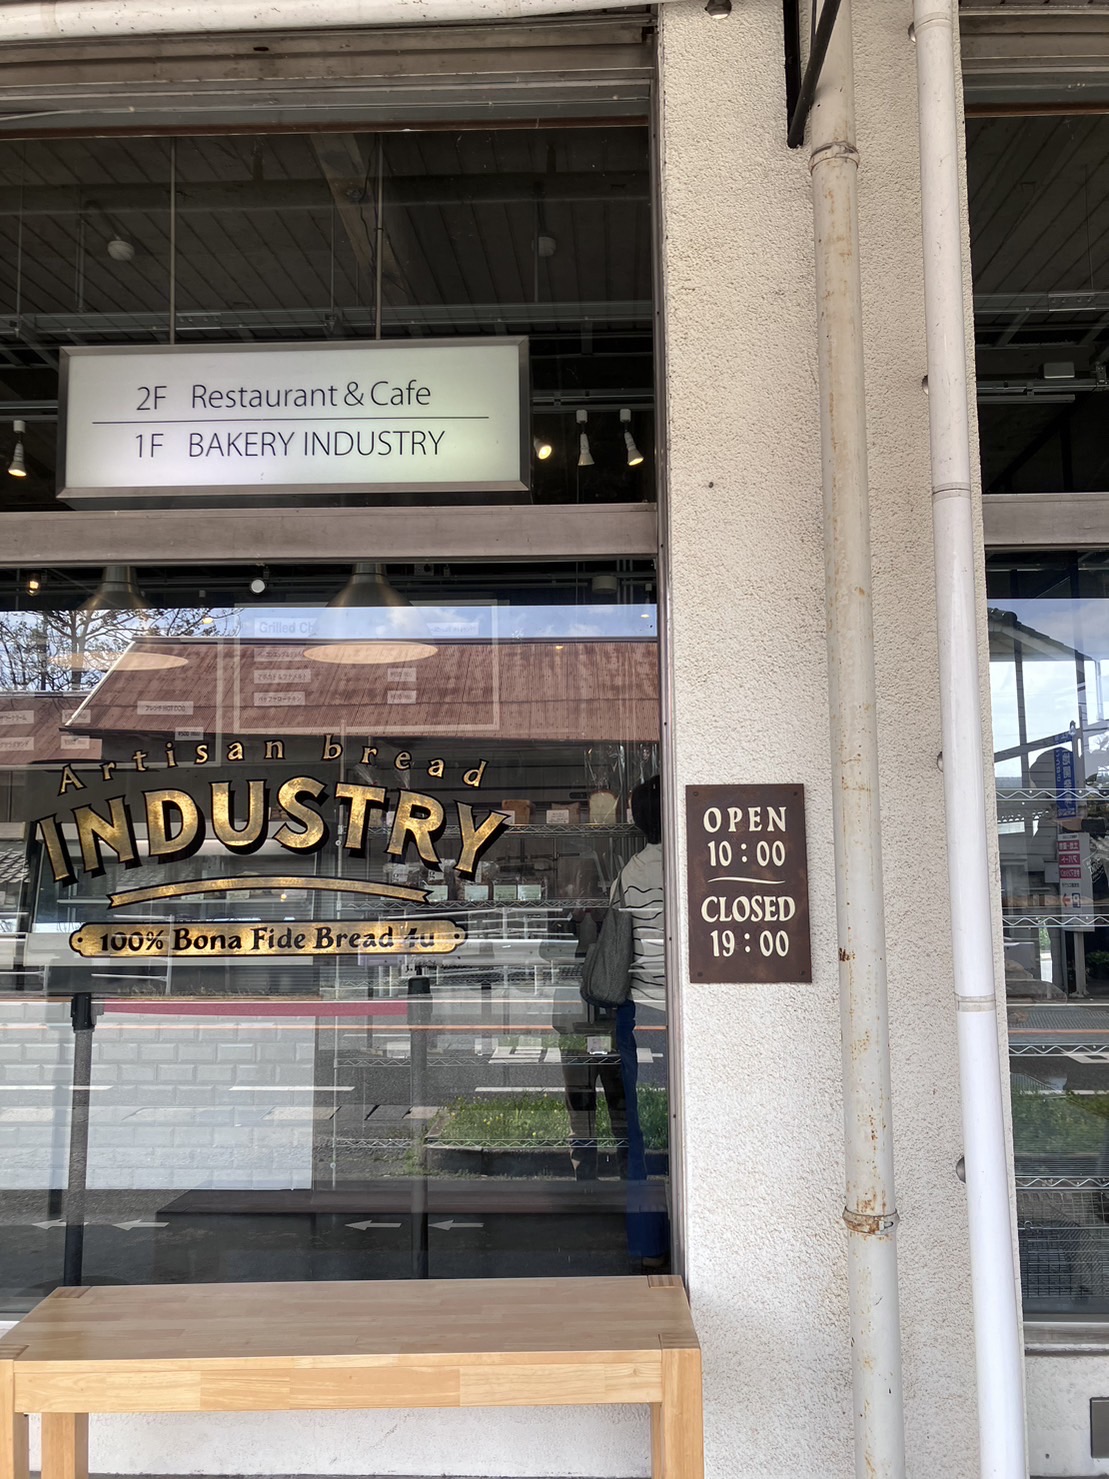 2F Restaurant & Cafe
1F BAKERY INDUSTRY
Grilled
Artisan bread
INDUSTRY
100% Bona Fide Bread 4u
OPEN
10:00
CLOSED
19:00